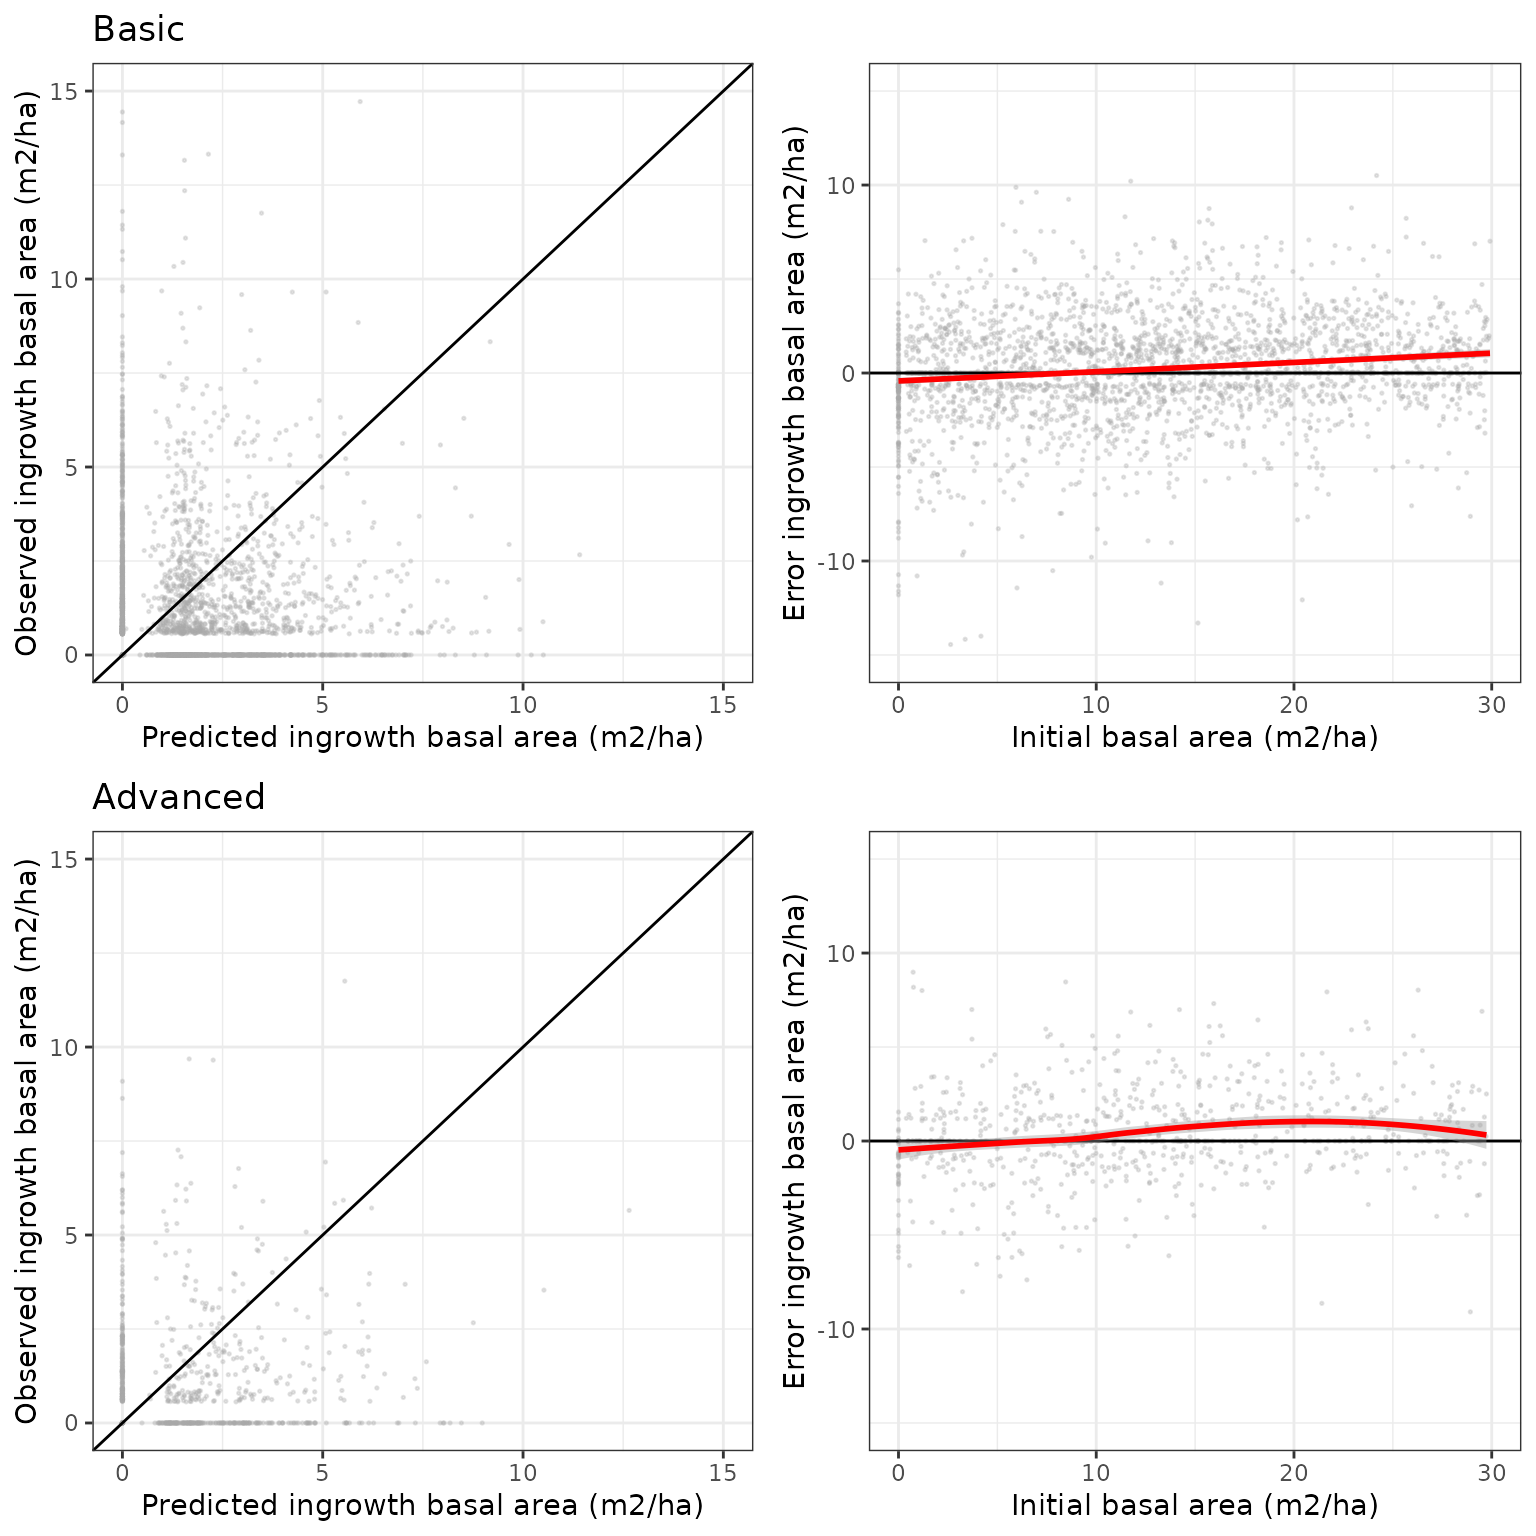 Basic
Observed ingrowth basal area (m2/ha)
15
10
5
0
0 5 10 15
Predicted ingrowth basal area (m2/ha)
Error ingrowth basal area (m2/ha)
10
0
-10
0 10 20 30
Initial basal area (m2/ha)
Advanced
Observed ingrowth basal area (m2/ha)
15
10
5
0
0 5 10 15
Predicted ingrowth basal area (m2/ha)
Error ingrowth basal area (m2/ha)
10
0
-10
0 10 20 30
Initial basal area (m2/ha)